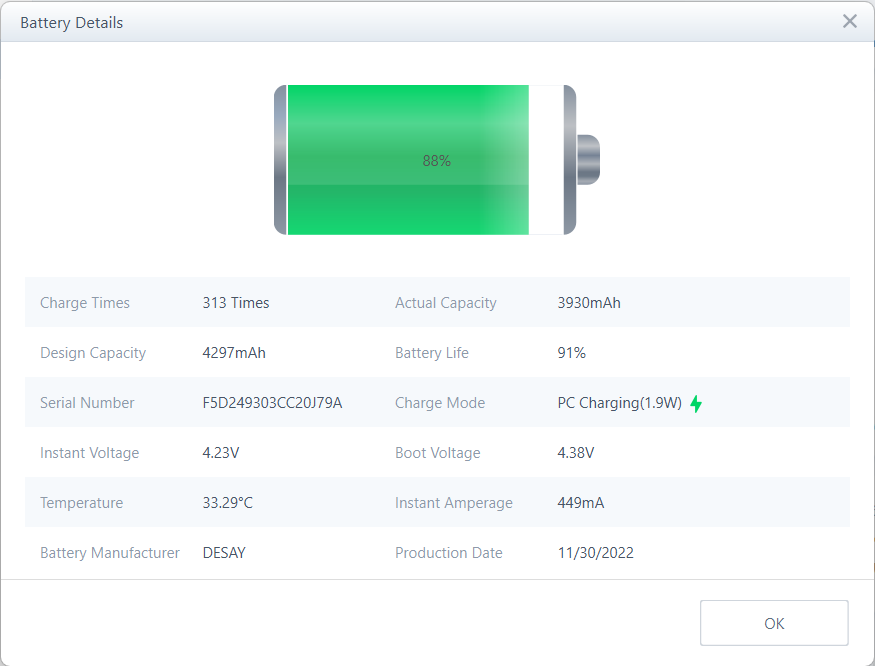 Battery Details
88%
Charge Times 313 Times Actual Capacity 3930mAh
Design Capacity 4297mAh Battery Life 91%
Serial Number F5D249303CC20J79A Charge Mode PC Charging(1.9W)
Instant Voltage 4.23V Boot Voltage 4.38V
Temperature 33.29°C Instant Amperage 449mA
Battery Manufacturer DESAY Production Date 11/30/2022
OK